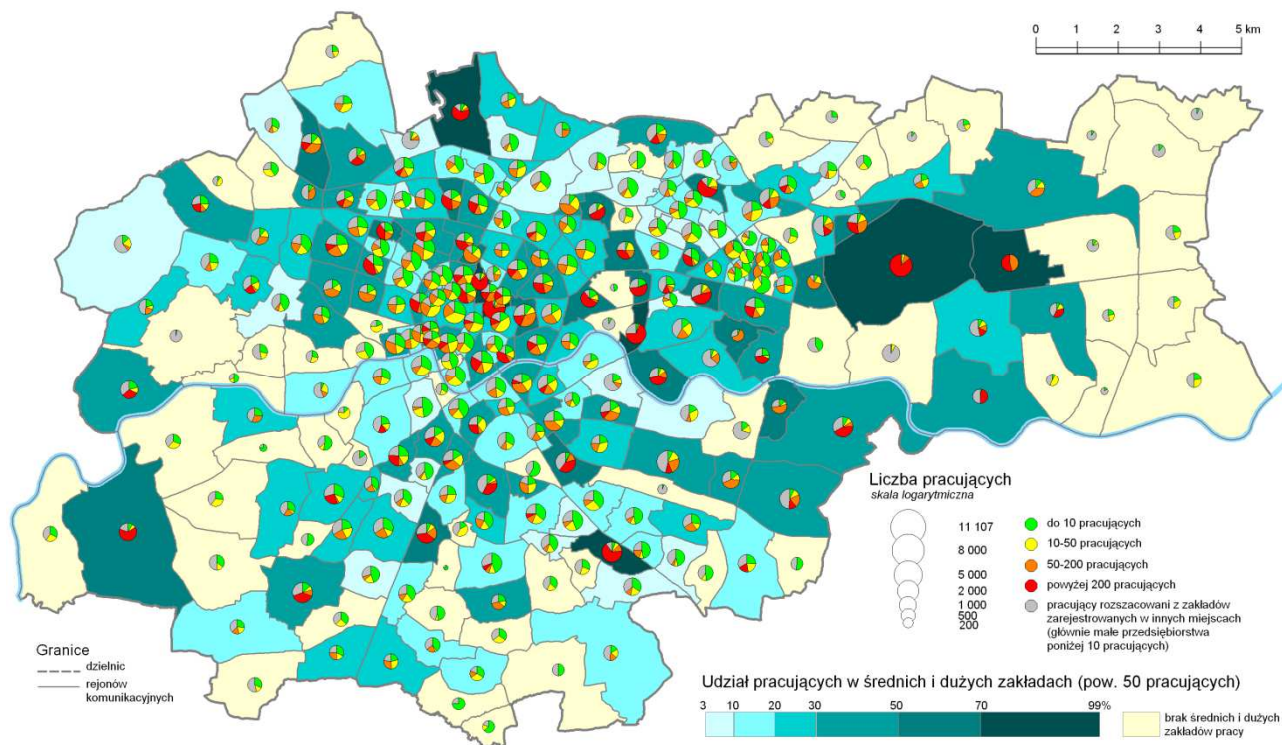 0 1 2 3 4 5 km
Liczba pracujących
skala logarytmiczna
11 107
8 000
5 000
2 000
1 000
500
200
do 10 pracujących
10-50 pracujących
50-200 pracujących
powyżej 200 pracujących
pracujący rozszacowani z zakładów
zarejestrowanych w innych miejscach
(głównie małe przedsiębiorstwa
poniżej 10 pracujących)
Granice
dzielnic
rejonów
komunikacyjnych
Udział pracujących w średnich i dużych zakładach (pow. 50 pracujących)
3 10 20 30 50 70 99%
brak średnich i dużych
zakładów pracy